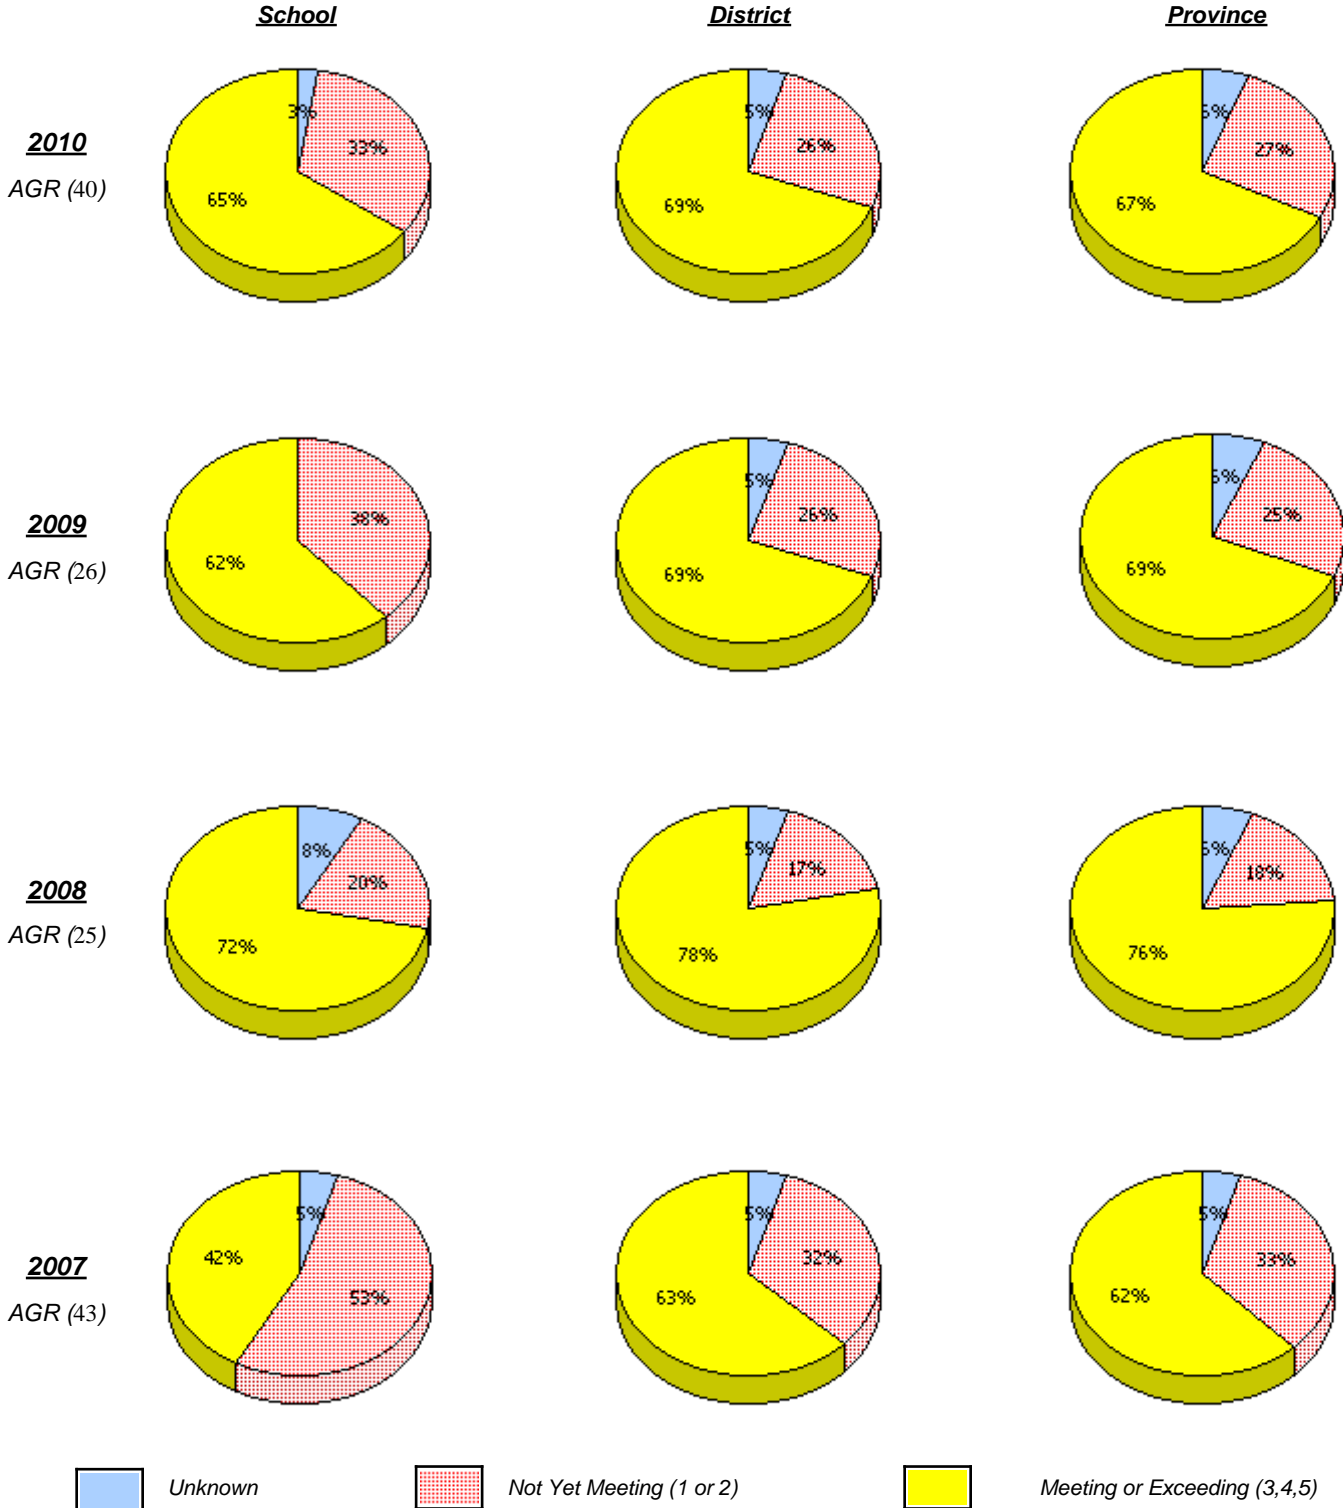 School District Province
2010
AGR (40)
3% 33% 65%
5% 26% 69%
6% 27% 67%
2009
AGR (26)
38% 62%
5% 26% 69%
6% 25% 69%
2008
AGR (25)
8% 20% 72%
5% 17% 78%
6% 18% 76%
2007
AGR (43)
5% 42% 53%
5% 32% 63%
5% 33% 62%
Unknown Not Yet Meeting (1 or 2) Meeting or Exceeding (3,4,5)